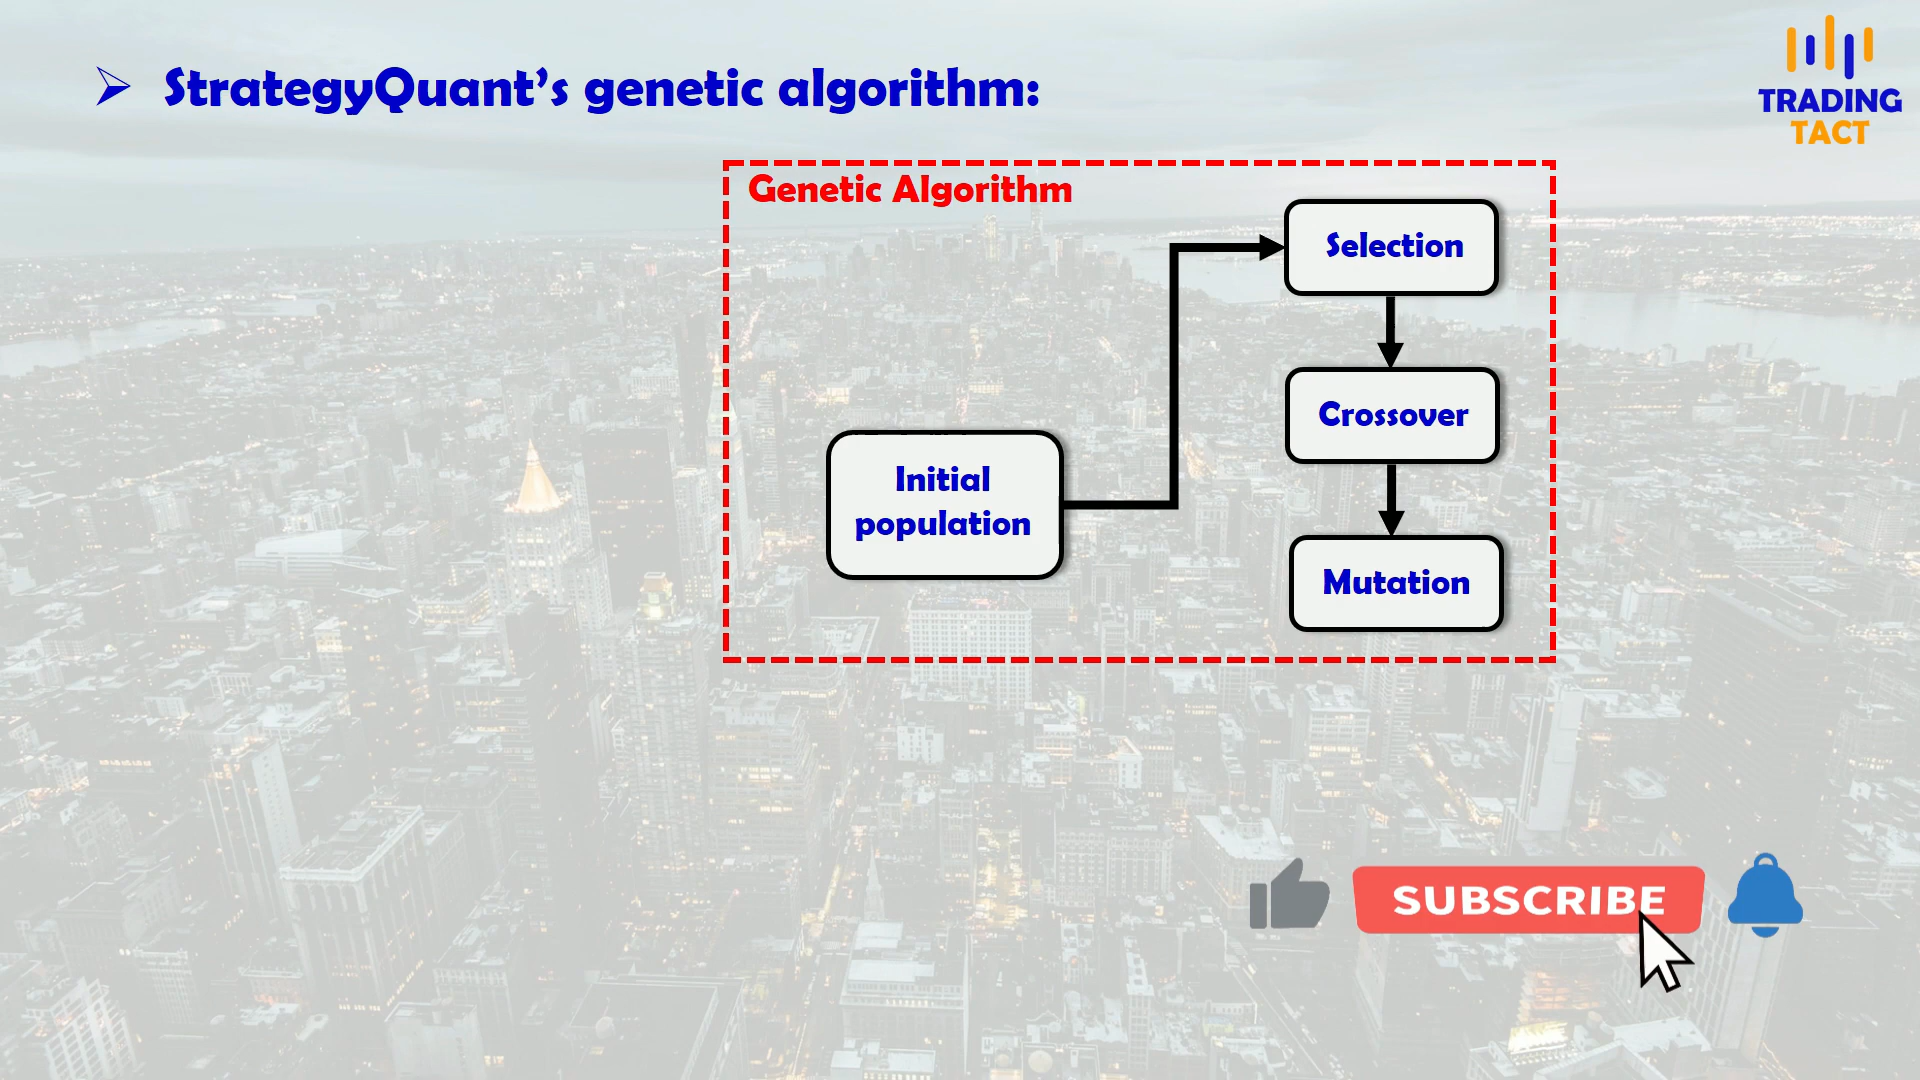 StrategyQuant’s genetic algorithm:
TRADING
TACT
Genetic Algorithm
Selection
Crossover
Initial
population
Mutation
SUBSCRIBE